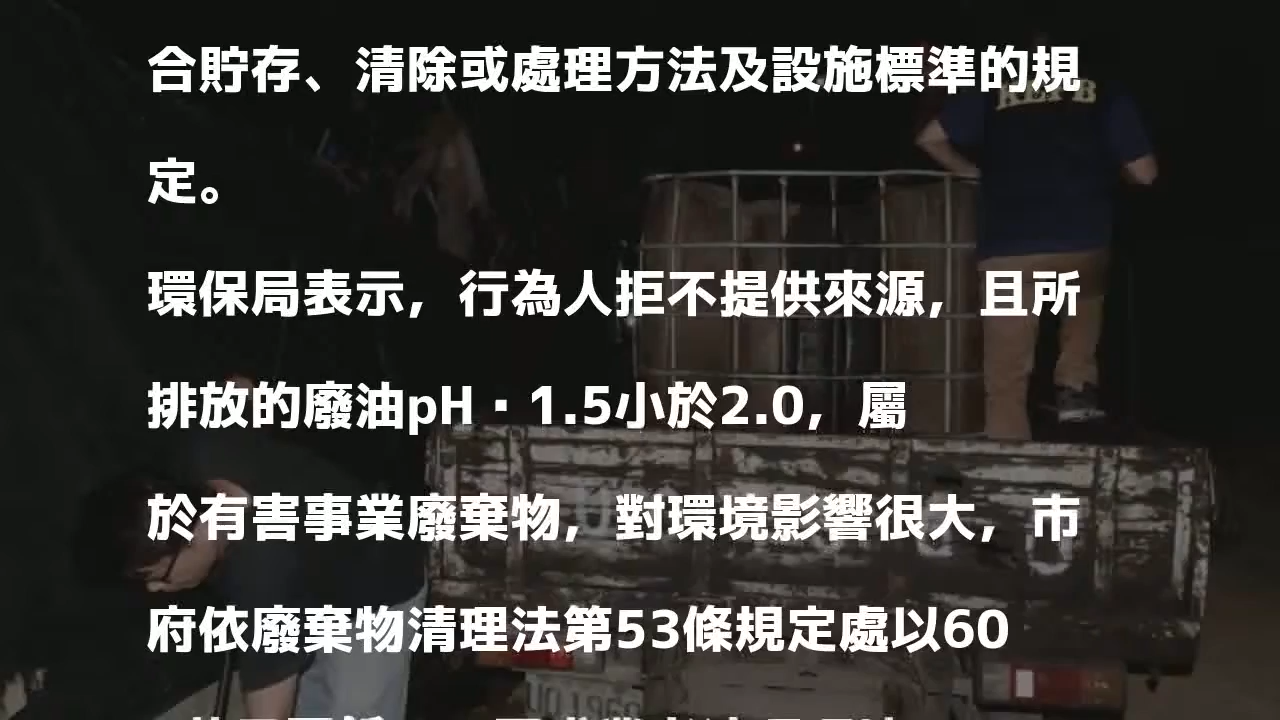 合貯存、清除或處理方法及設施標準的規
定。
環保局表示，行為人拒不提供來源，且所
排放的廢油pH·1.5小於2.0，屬
於有害事業廢棄物，對環境影響很大，市
府依廢棄物清理法第53條規定處以60